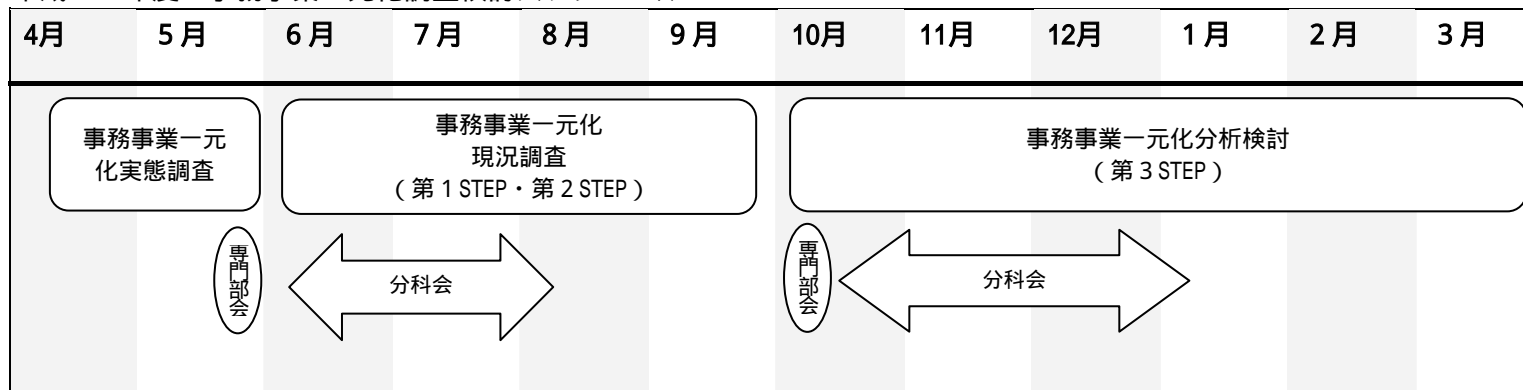 4月 5月 6月 7月 8月 9月 10月 11月 12月 1月 2月 3月
事務事業一元
化実態調査
事務事業一元化
現況調査
(第1STEP・第2STEP)
事務事業一元化分析検討
(第3STEP)
専門部会
分科会
専門部会
分科会